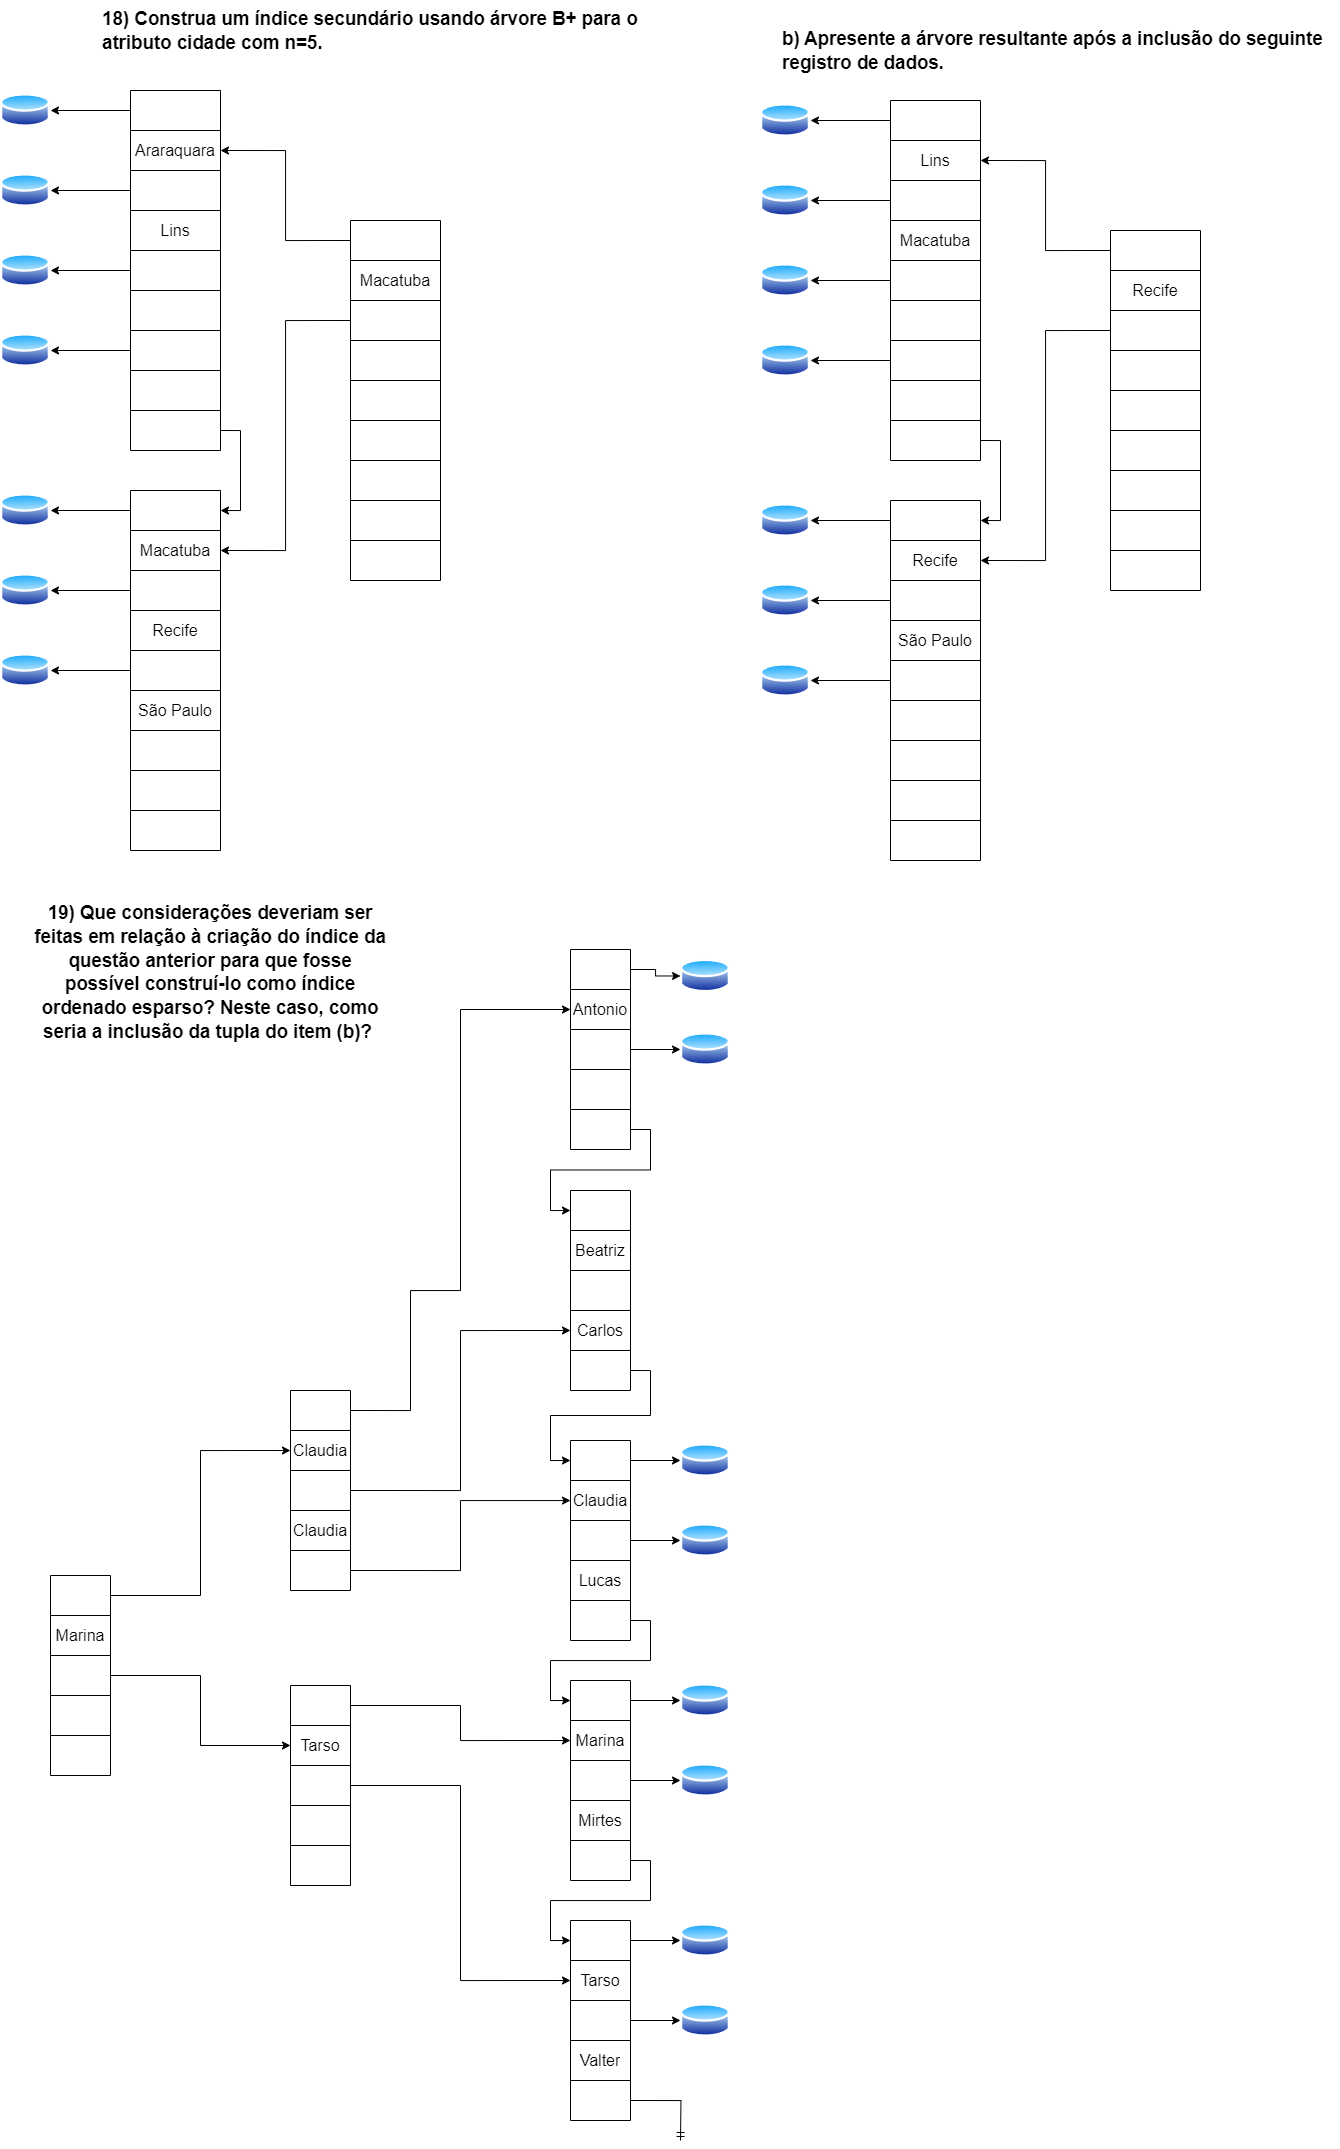 18) Construa um índice secundário usando árvore B+ para o
atributo cidade com n=5.
Araraquara
Lins
Macatuba
Macatuba
Recife
São Paulo
b) Apresente a árvore resultante após a inclusão do seguinte
registro de dados.
Lins
Macatuba
Recife
Recife
São Paulo
19) Que considerações deveriam ser
feitas em relação à criação do índice da
questão anterior para que fosse
possível construí-lo como índice
ordenado esparso? Neste caso, como
seria a inclusão da tupla do item (b)?
Marina
Claudia
Claudia
Tarso
Antonio
Beatriz
Carlos
Claudia
Lucas
Marina
Mirtes
Tarso
Valter